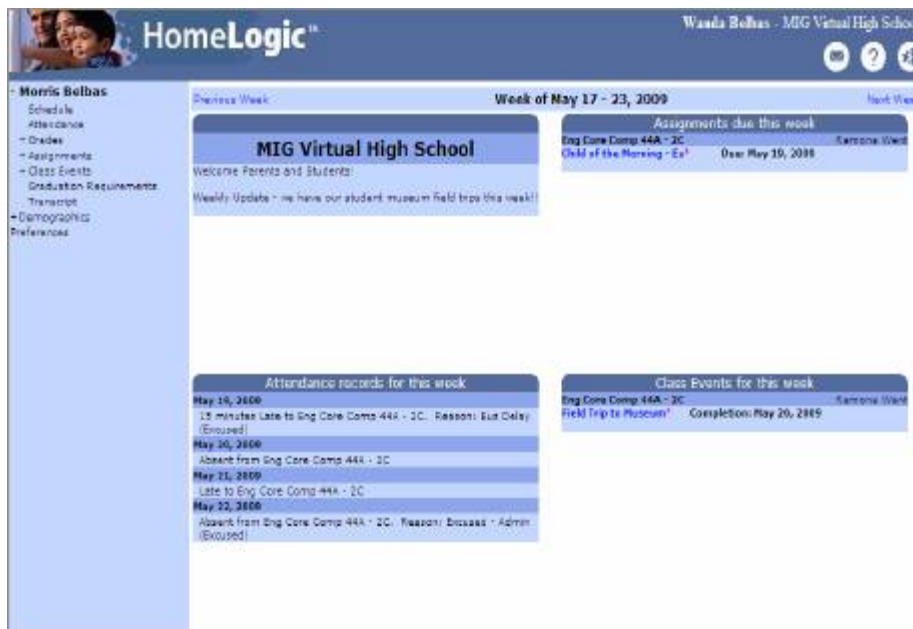 HomeLogic™
Wanda Belbas - MIG Virtual High Schoo
?
- Morris Belbas
Schedule
Attendance
+ Grades
+ Assignments
+ Class Events
Graduation Requirements
Transcript
+ Demographics
Preferences
Previous Week
Week of May 17 - 23, 2009
Next Wee
MIG Virtual High School
Welcome Parents and Students!
Weekly Update - we have our student museum field trips this week!!
Assignments due this week
Eng Core Comp 44A - 2C
Ramona Went
Child of the Morning - Es*
Due: May 19, 2009
Attendance records for this week
May 19, 2009
15 minutes Late to Eng Core Comp 44A - 2C. Reason: Bus Delay
(Excused)
May 20, 2009
Absent from Eng Core Comp 44A - 2C
May 21, 2009
Late to Eng Core Comp 44A - 2C
May 22, 2009
Absent from Eng Core Comp 44A - 2C. Reason: Excused - Admin
(Excused)
Class Events for this week
Eng Core Comp 44A - 2C
Ramona Went
Field Trip to Museum*
Completion: May 20, 2009